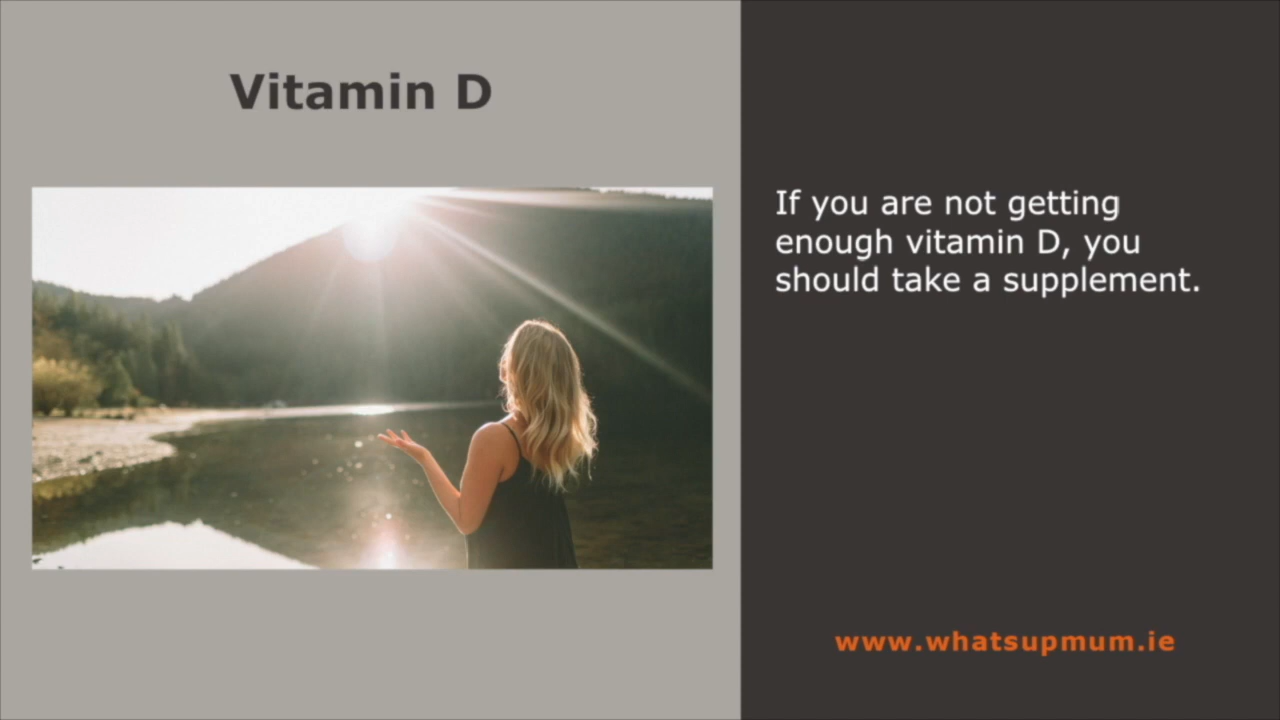 Vitamin D
If you are not getting
enough vitamin D, you
should take a supplement.
www.whatsupmum.ie